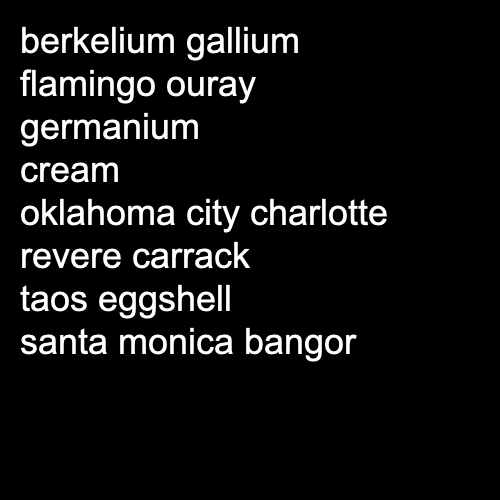 berkelium gallium
flamingo ouray
germanium
cream
oklahoma city charlotte
revere carrack
taos eggshell
santa monica bangor